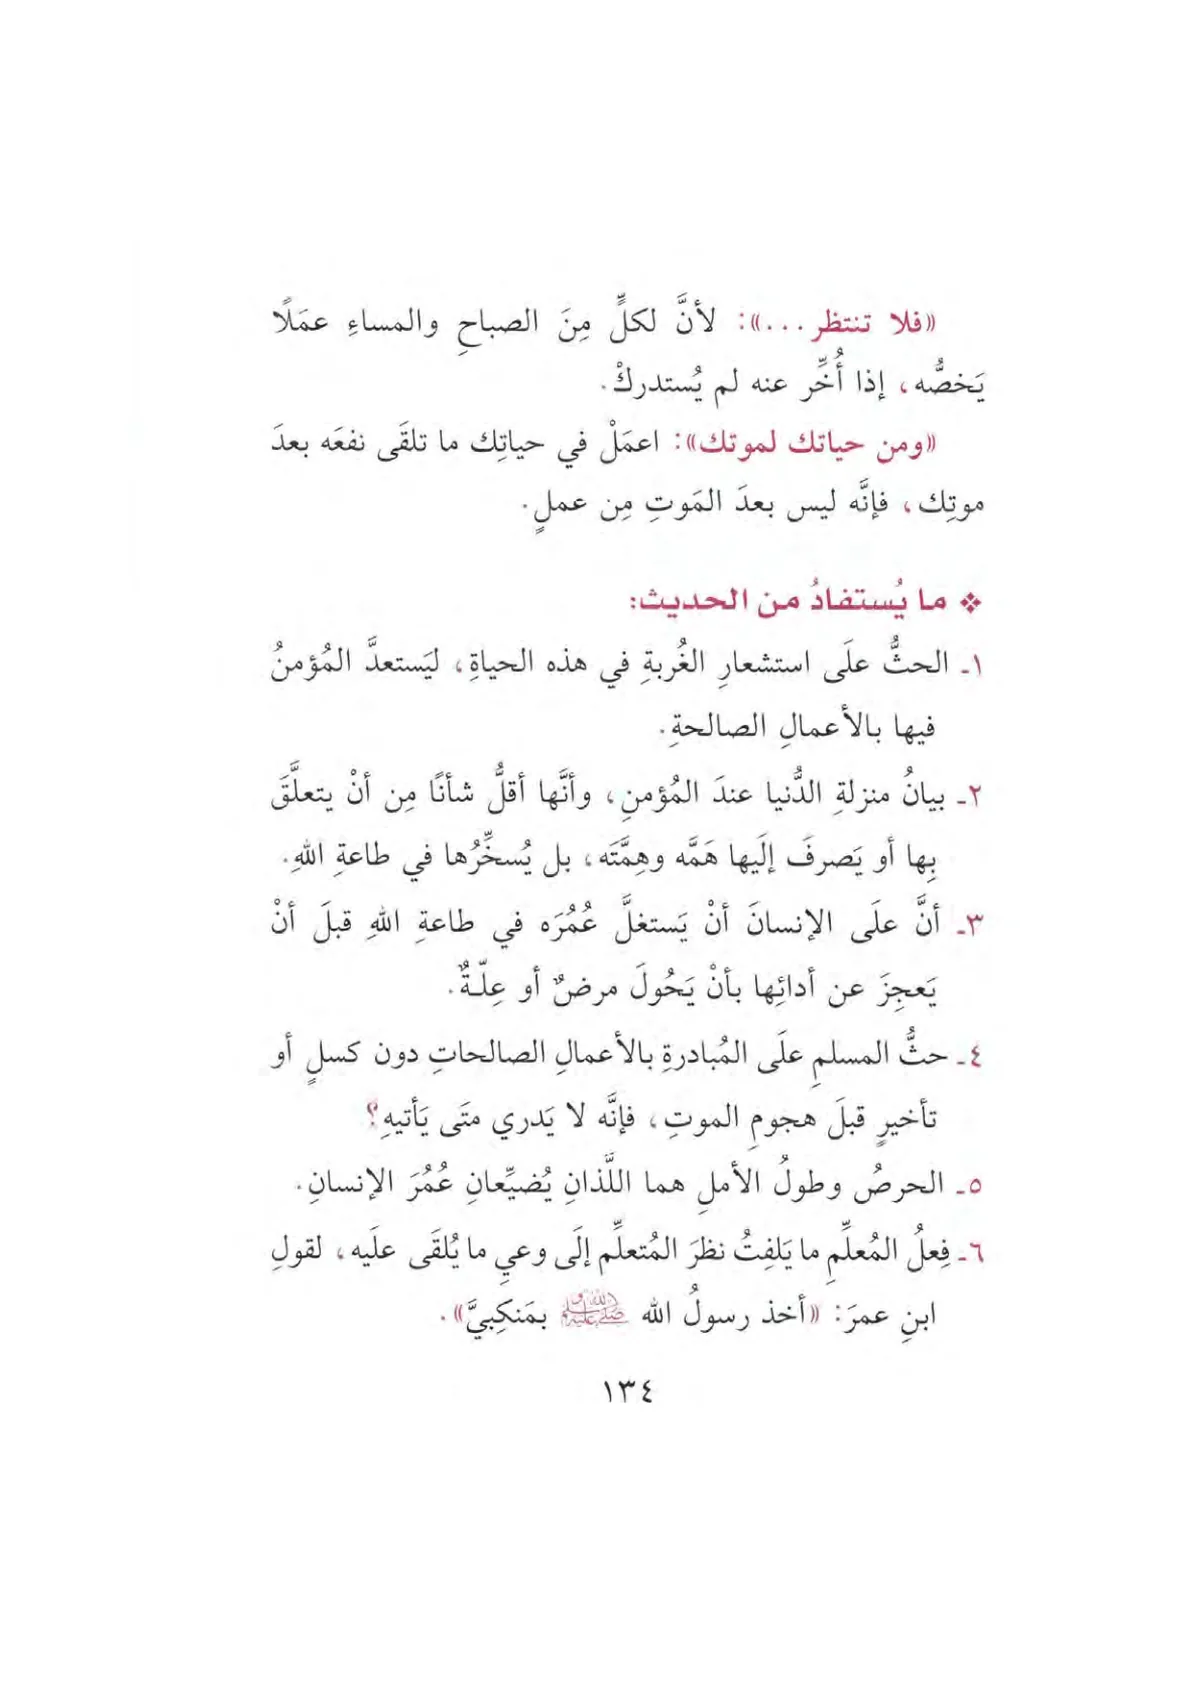 «فلا تنتظر...»: لأنَّ لكلٍّ مِنَ الصباحِ والمساءِ عمَلًا
يَخصُّه، إذا أُخِّر عنه لم يُستدركْ.
«ومن حياتك لموتك»: اعمَلْ في حياتِك ما تلقَى نفعَه بعدَ
موتِك، فإنَّه ليس بعدَ المَوتِ مِن عملٍ.
❖ ما يُستفادُ من الحديث:
١ـ الحثُّ علَى استشعارِ الغُربةِ في هذه الحياةِ، ليَستعدَّ المُؤمنُ
فيها بالأعمالِ الصالحةِ.
٢ـ بيانُ منزلةِ الدُّنيا عندَ المُؤمنِ، وأنَّها أقلُّ شأنًا مِن أنْ يتعلَّقَ
بِها أو يَصرفَ إلَيها هَمَّه وهِمَّتَه، بل يُسخِّرُها في طاعةِ اللهِ.
٣ـ أنَّ علَى الإنسانَ أنْ يَستغلَّ عُمُرَه في طاعةِ اللهِ قبلَ أنْ
يَعجِزَ عن أدائِها بأنْ يَحُولَ مرضٌ أو عِلّـةٌ.
٤ـ حثُّ المسلمِ علَى المُبادرةِ بالأعمالِ الصالحاتِ دون كسلٍ أو
تأخيرٍ قبلَ هجومِ الموتِ، فإنَّه لا يَدري متَى يَأتيهِ؟
٥ـ الحرصُ وطولُ الأملِ هما اللَّذانِ يُضيِّعانِ عُمُرَ الإنسانِ.
٦ـ فِعلُ المُعلِّمِ ما يَلفِتُ نظرَ المُتعلِّمِ إلَى وعيِ ما يُلقَى علَيه، لقولِ
ابنِ عمرَ: «أخذ رسولُ الله ﷺ بمَنكِبيَّ».
١٣٤